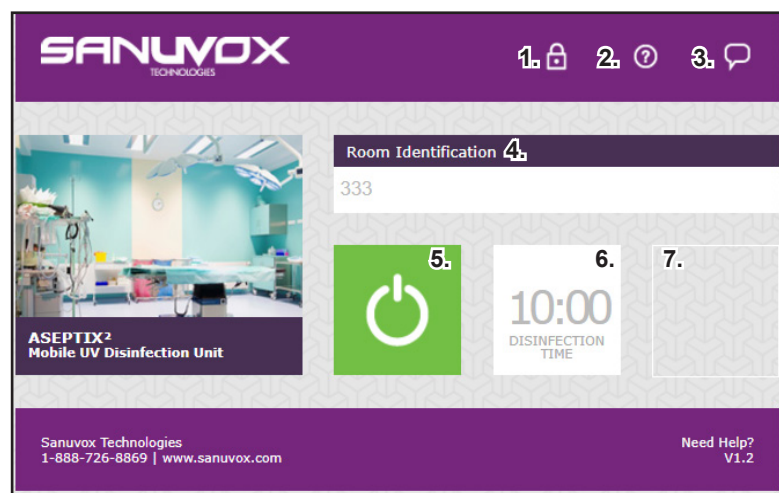 SANUVOX
TECHNOLOGIES
1.
2. ?
3.
Room Identification 4.
333
5.
6.
7.
10:00
DISINFECTION
TIME
ASEPTIX²
Mobile UV Disinfection Unit
Sanuvox Technologies
1-888-726-8869 | www.sanuvox.com
Need Help?
V1.2